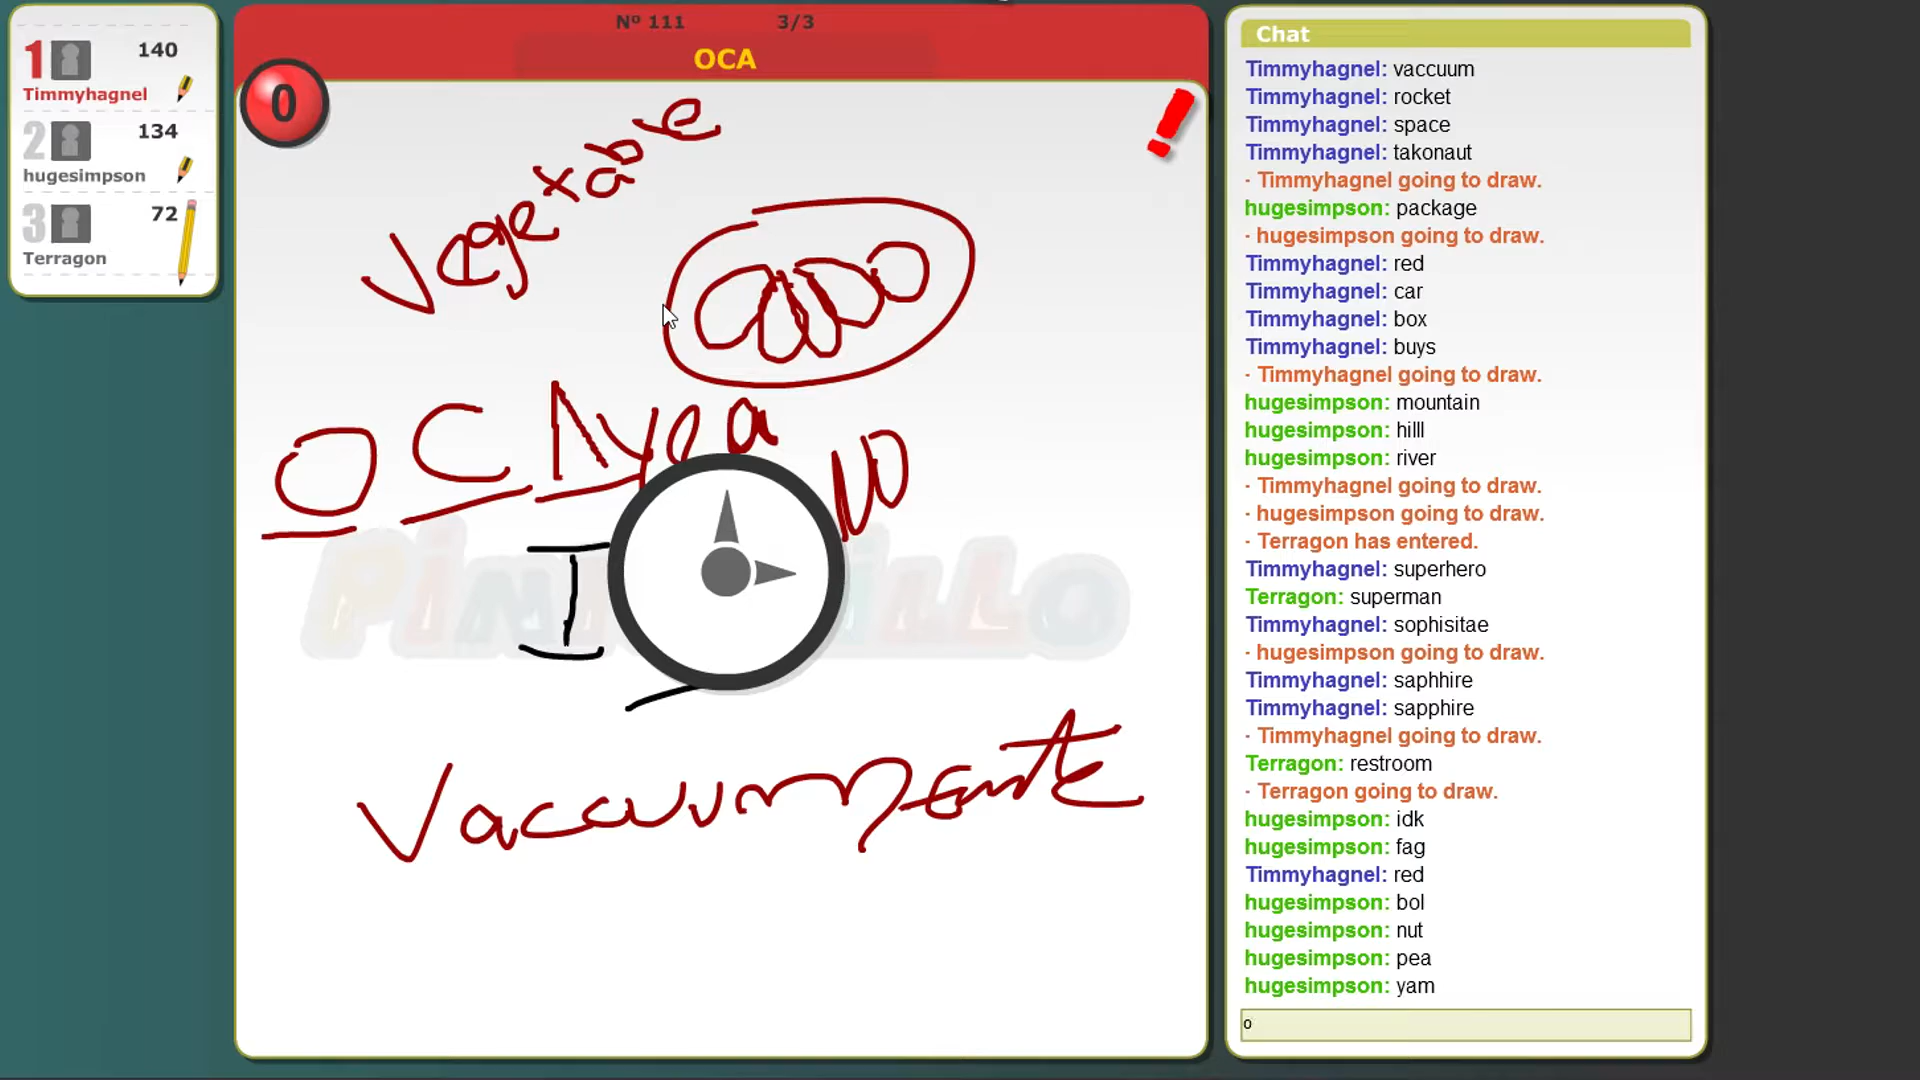 Nº 111 3/3
OCA
0
1 140
Timmyhagnel
2 134
hugesimpson
3 72
Terragon
!
Vegetabe
OCA yea
NO
I
Chat
Timmyhagnel: vaccuum
Timmyhagnel: rocket
Timmyhagnel: space
Timmyhagnel: takonaut
· Timmyhagnel going to draw.
hugesimpson: package
· hugesimpson going to draw.
Timmyhagnel: red
Timmyhagnel: car
Timmyhagnel: box
Timmyhagnel: buys
· Timmyhagnel going to draw.
hugesimpson: mountain
hugesimpson: hilll
hugesimpson: river
· Timmyhagnel going to draw.
· hugesimpson going to draw.
· Terragon has entered.
Timmyhagnel: superhero
Terragon: superman
Timmyhagnel: sophisitae
· hugesimpson going to draw.
Timmyhagnel: saphhire
Timmyhagnel: sapphire
· Timmyhagnel going to draw.
Terragon: restroom
· Terragon going to draw.
hugesimpson: idk
hugesimpson: fag
Timmyhagnel: red
hugesimpson: bol
hugesimpson: nut
hugesimpson: pea
hugesimpson: yam
o